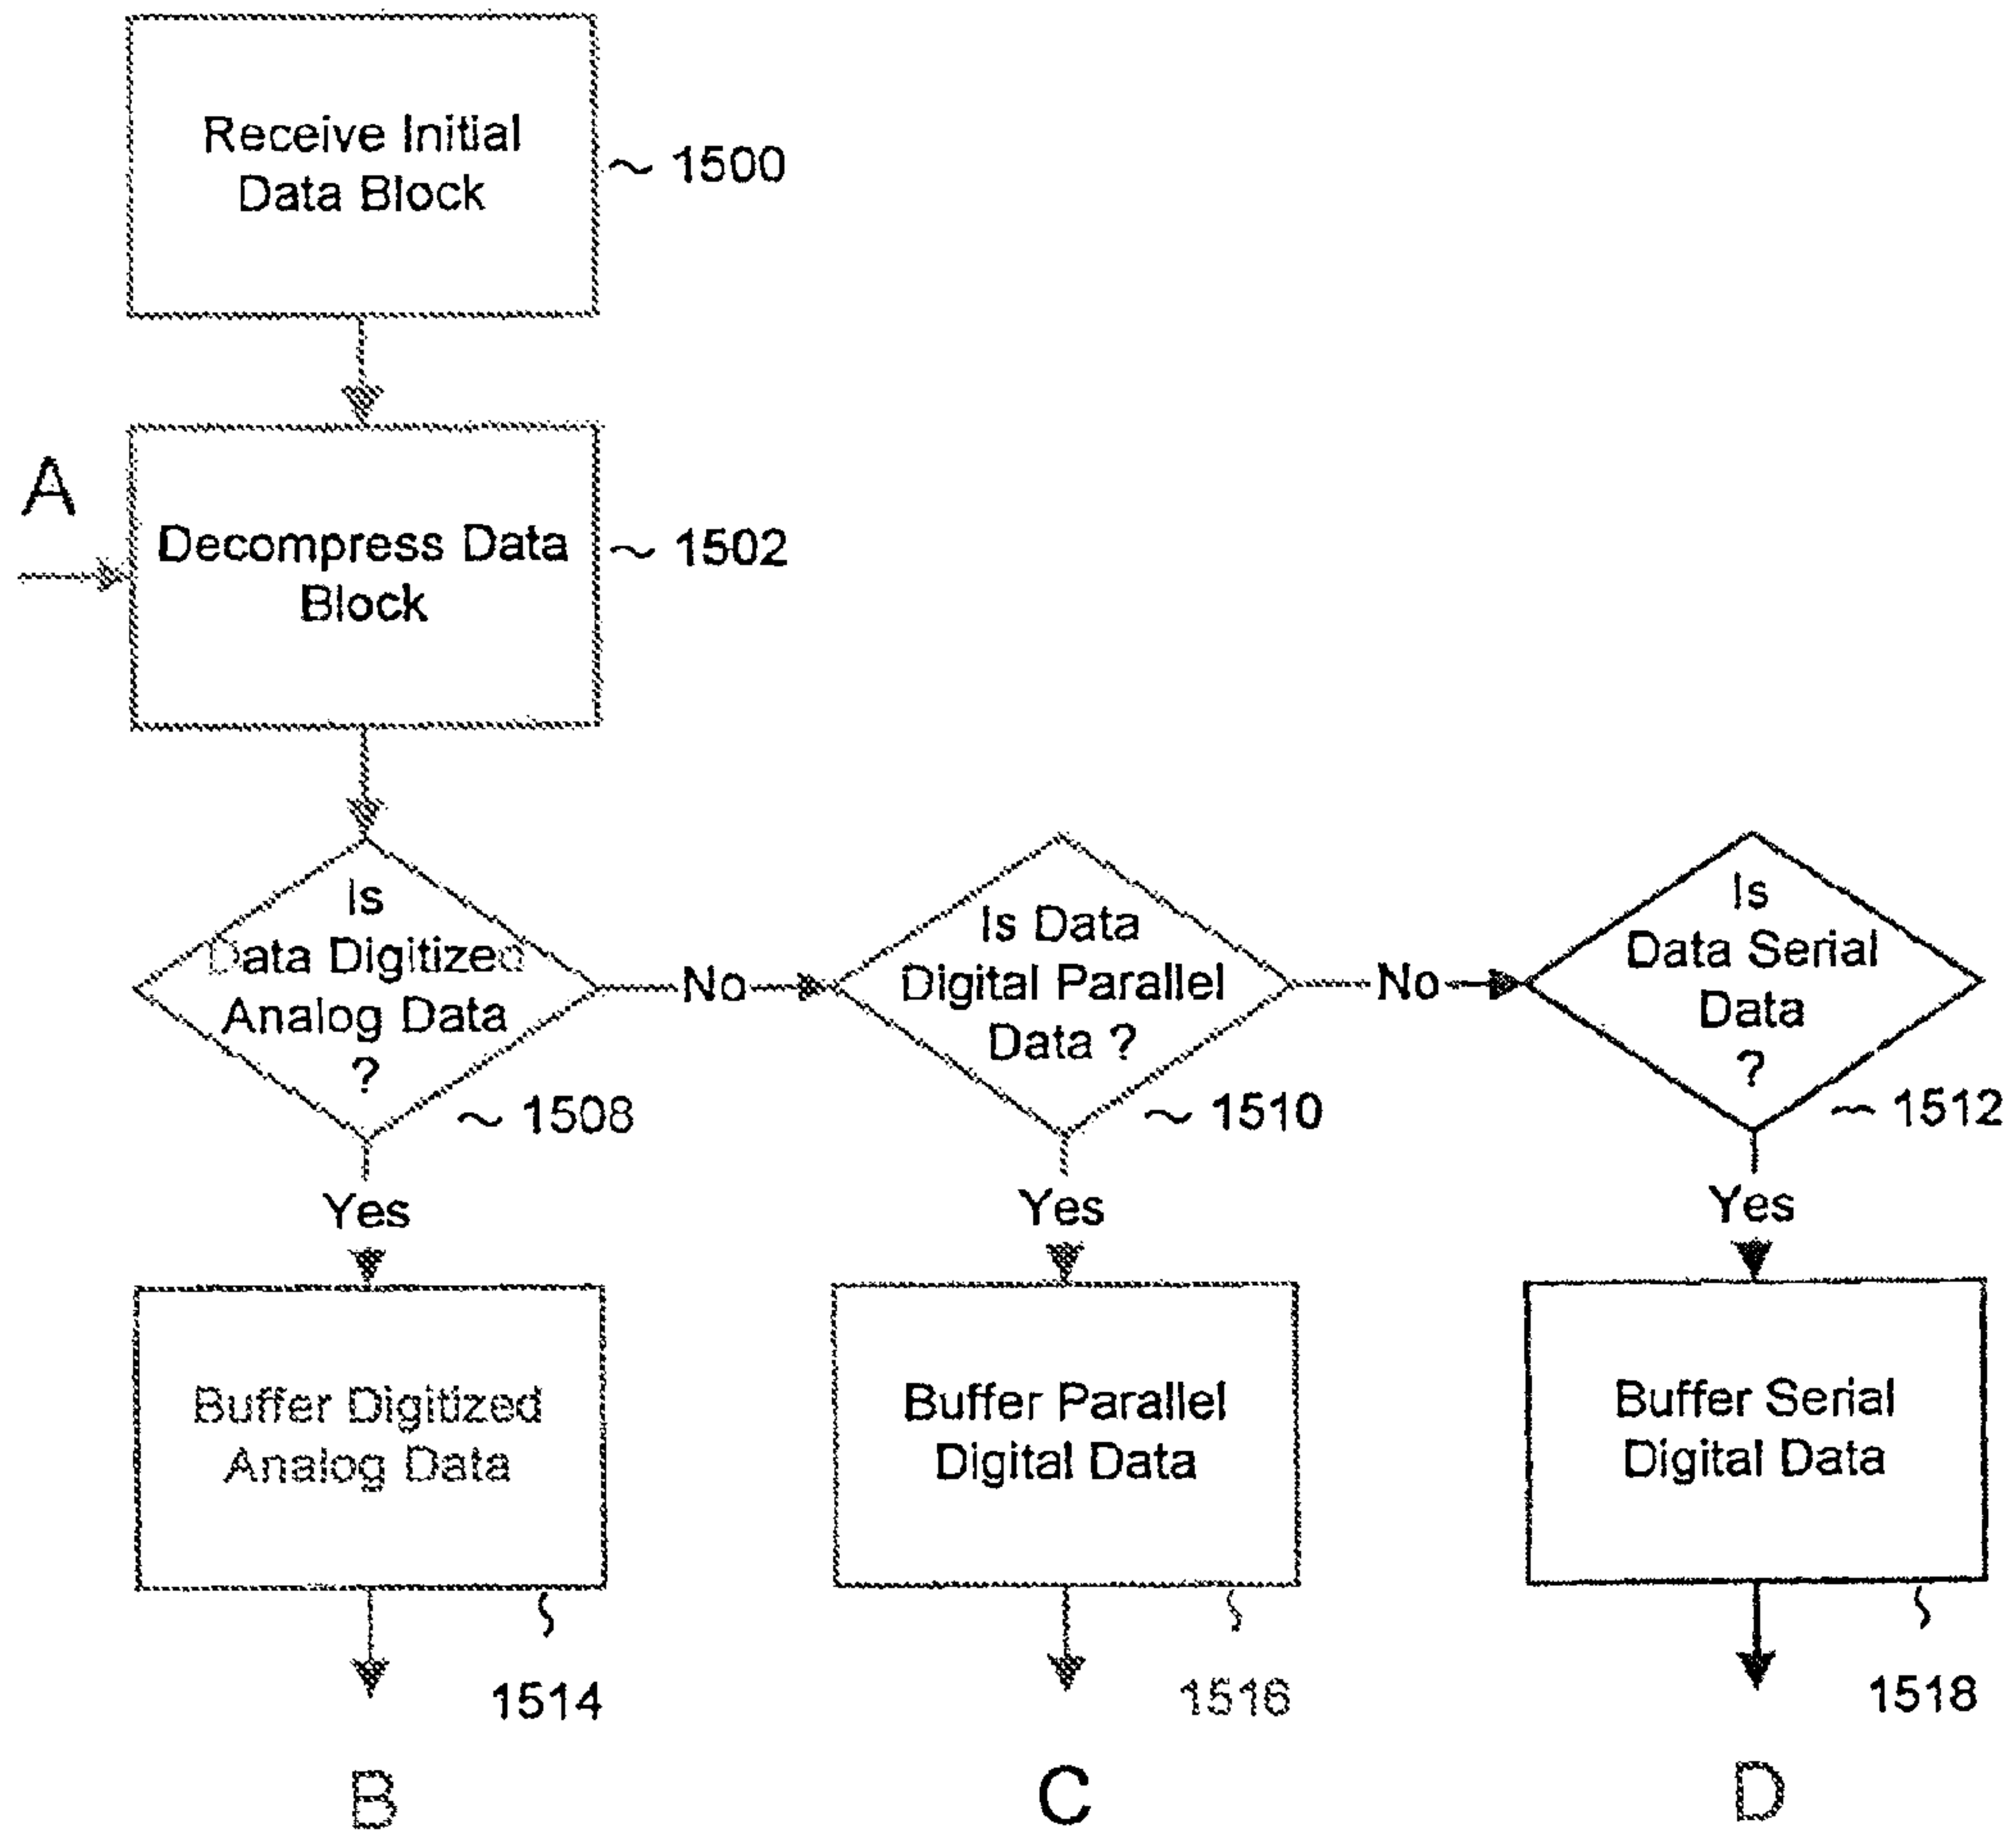 Receive Initial
Data Block
~ 1500
A
Decompress Data
Block
~ 1502
Is
Data Digitized
Analog Data
?
~ 1508
No
Is Data
Digital Parallel
Data ?
~ 1510
No
Is
Data Serial
Data
?
~ 1512
Yes
Yes
Yes
Buffer Digitized
Analog Data
Buffer Parallel
Digital Data
Buffer Serial
Digital Data
1514
1516
1518
B
C
D